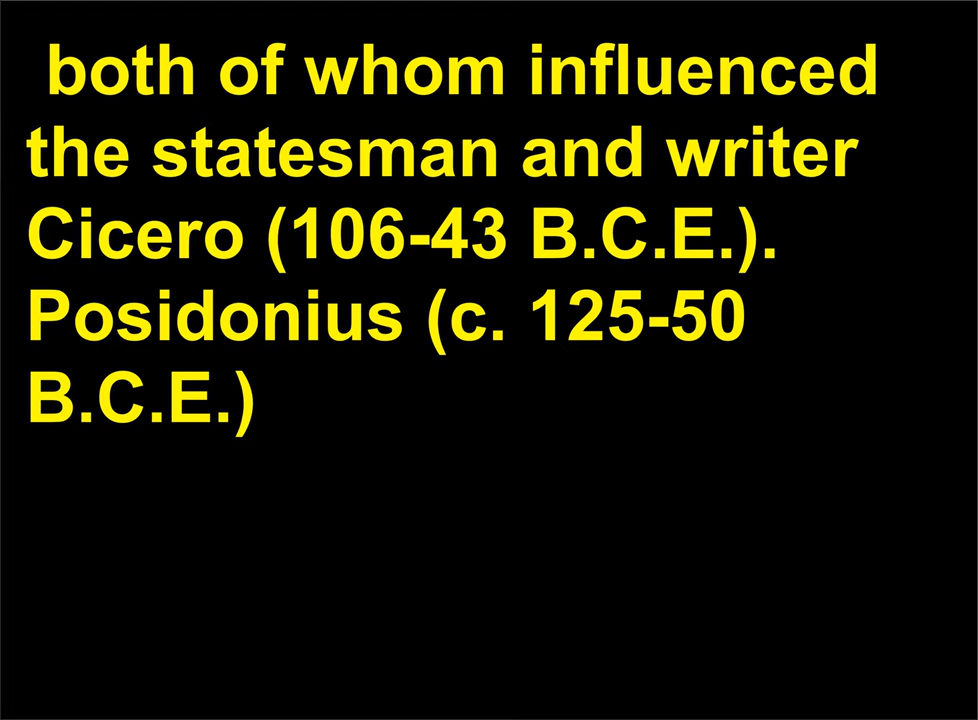 both of whom influenced
the statesman and writer
Cicero (106-43 B.C.E.).
Posidonius (c. 125-50
B.C.E.)